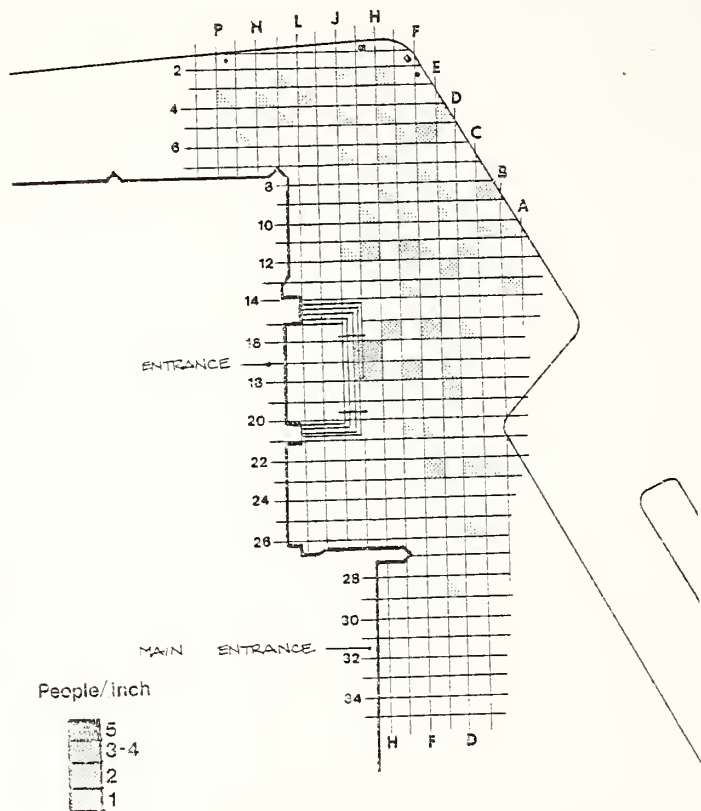 P N L J H F
2
E
4
D
C
6
B
8
A
10
12
14
18
ENTRANCE
13
20
22
24
26
28
30
MAIN ENTRANCE
32
34
People/inch
H F D
5
3-4
2
1